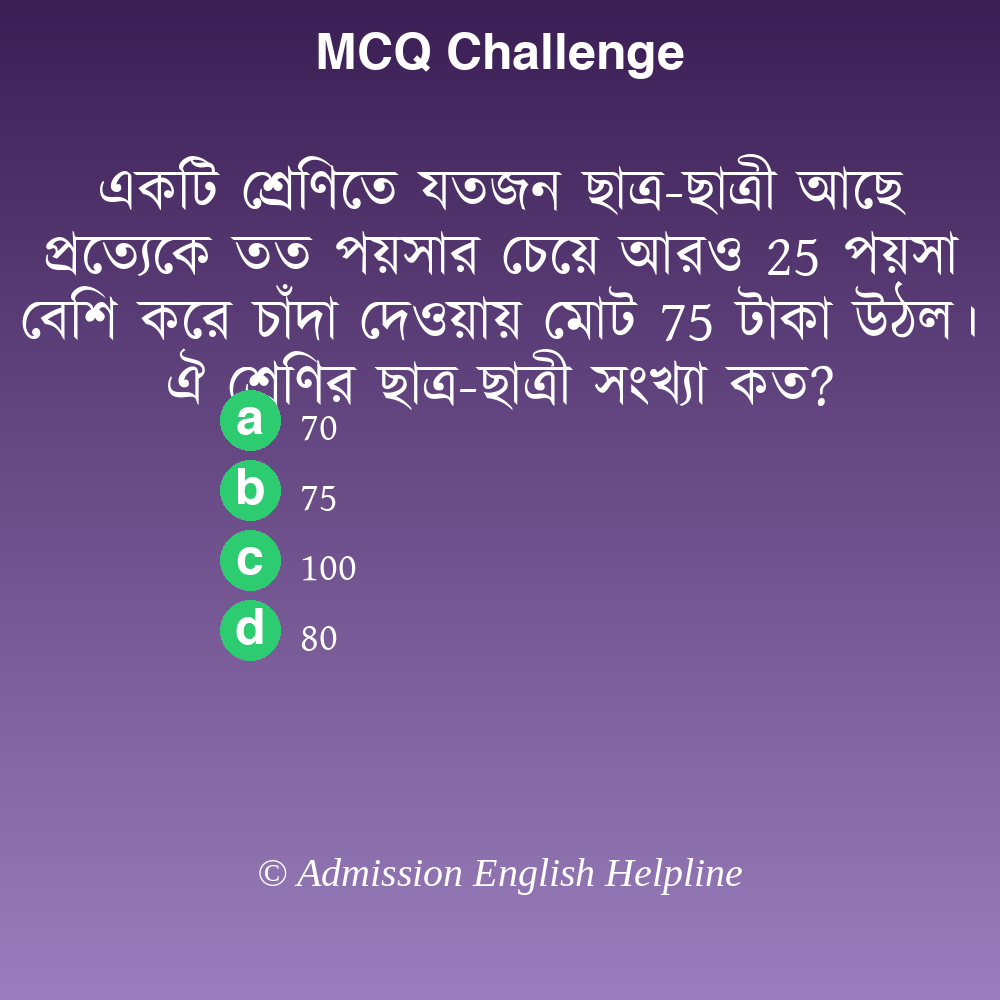 MCQ Challenge
একটি শ্রেণিতে যতজন ছাত্র-ছাত্রী আছে
প্রত্যেকে তত পয়সার চেয়ে আরও 25 পয়সা
বেশি করে চাঁদা দেওয়ায় মোট 75 টাকা উঠল।
ঐ শ্রেণির ছাত্র-ছাত্রী সংখ্যা কত?
a 70
b 75
c 100
d 80
© Admission English Helpline